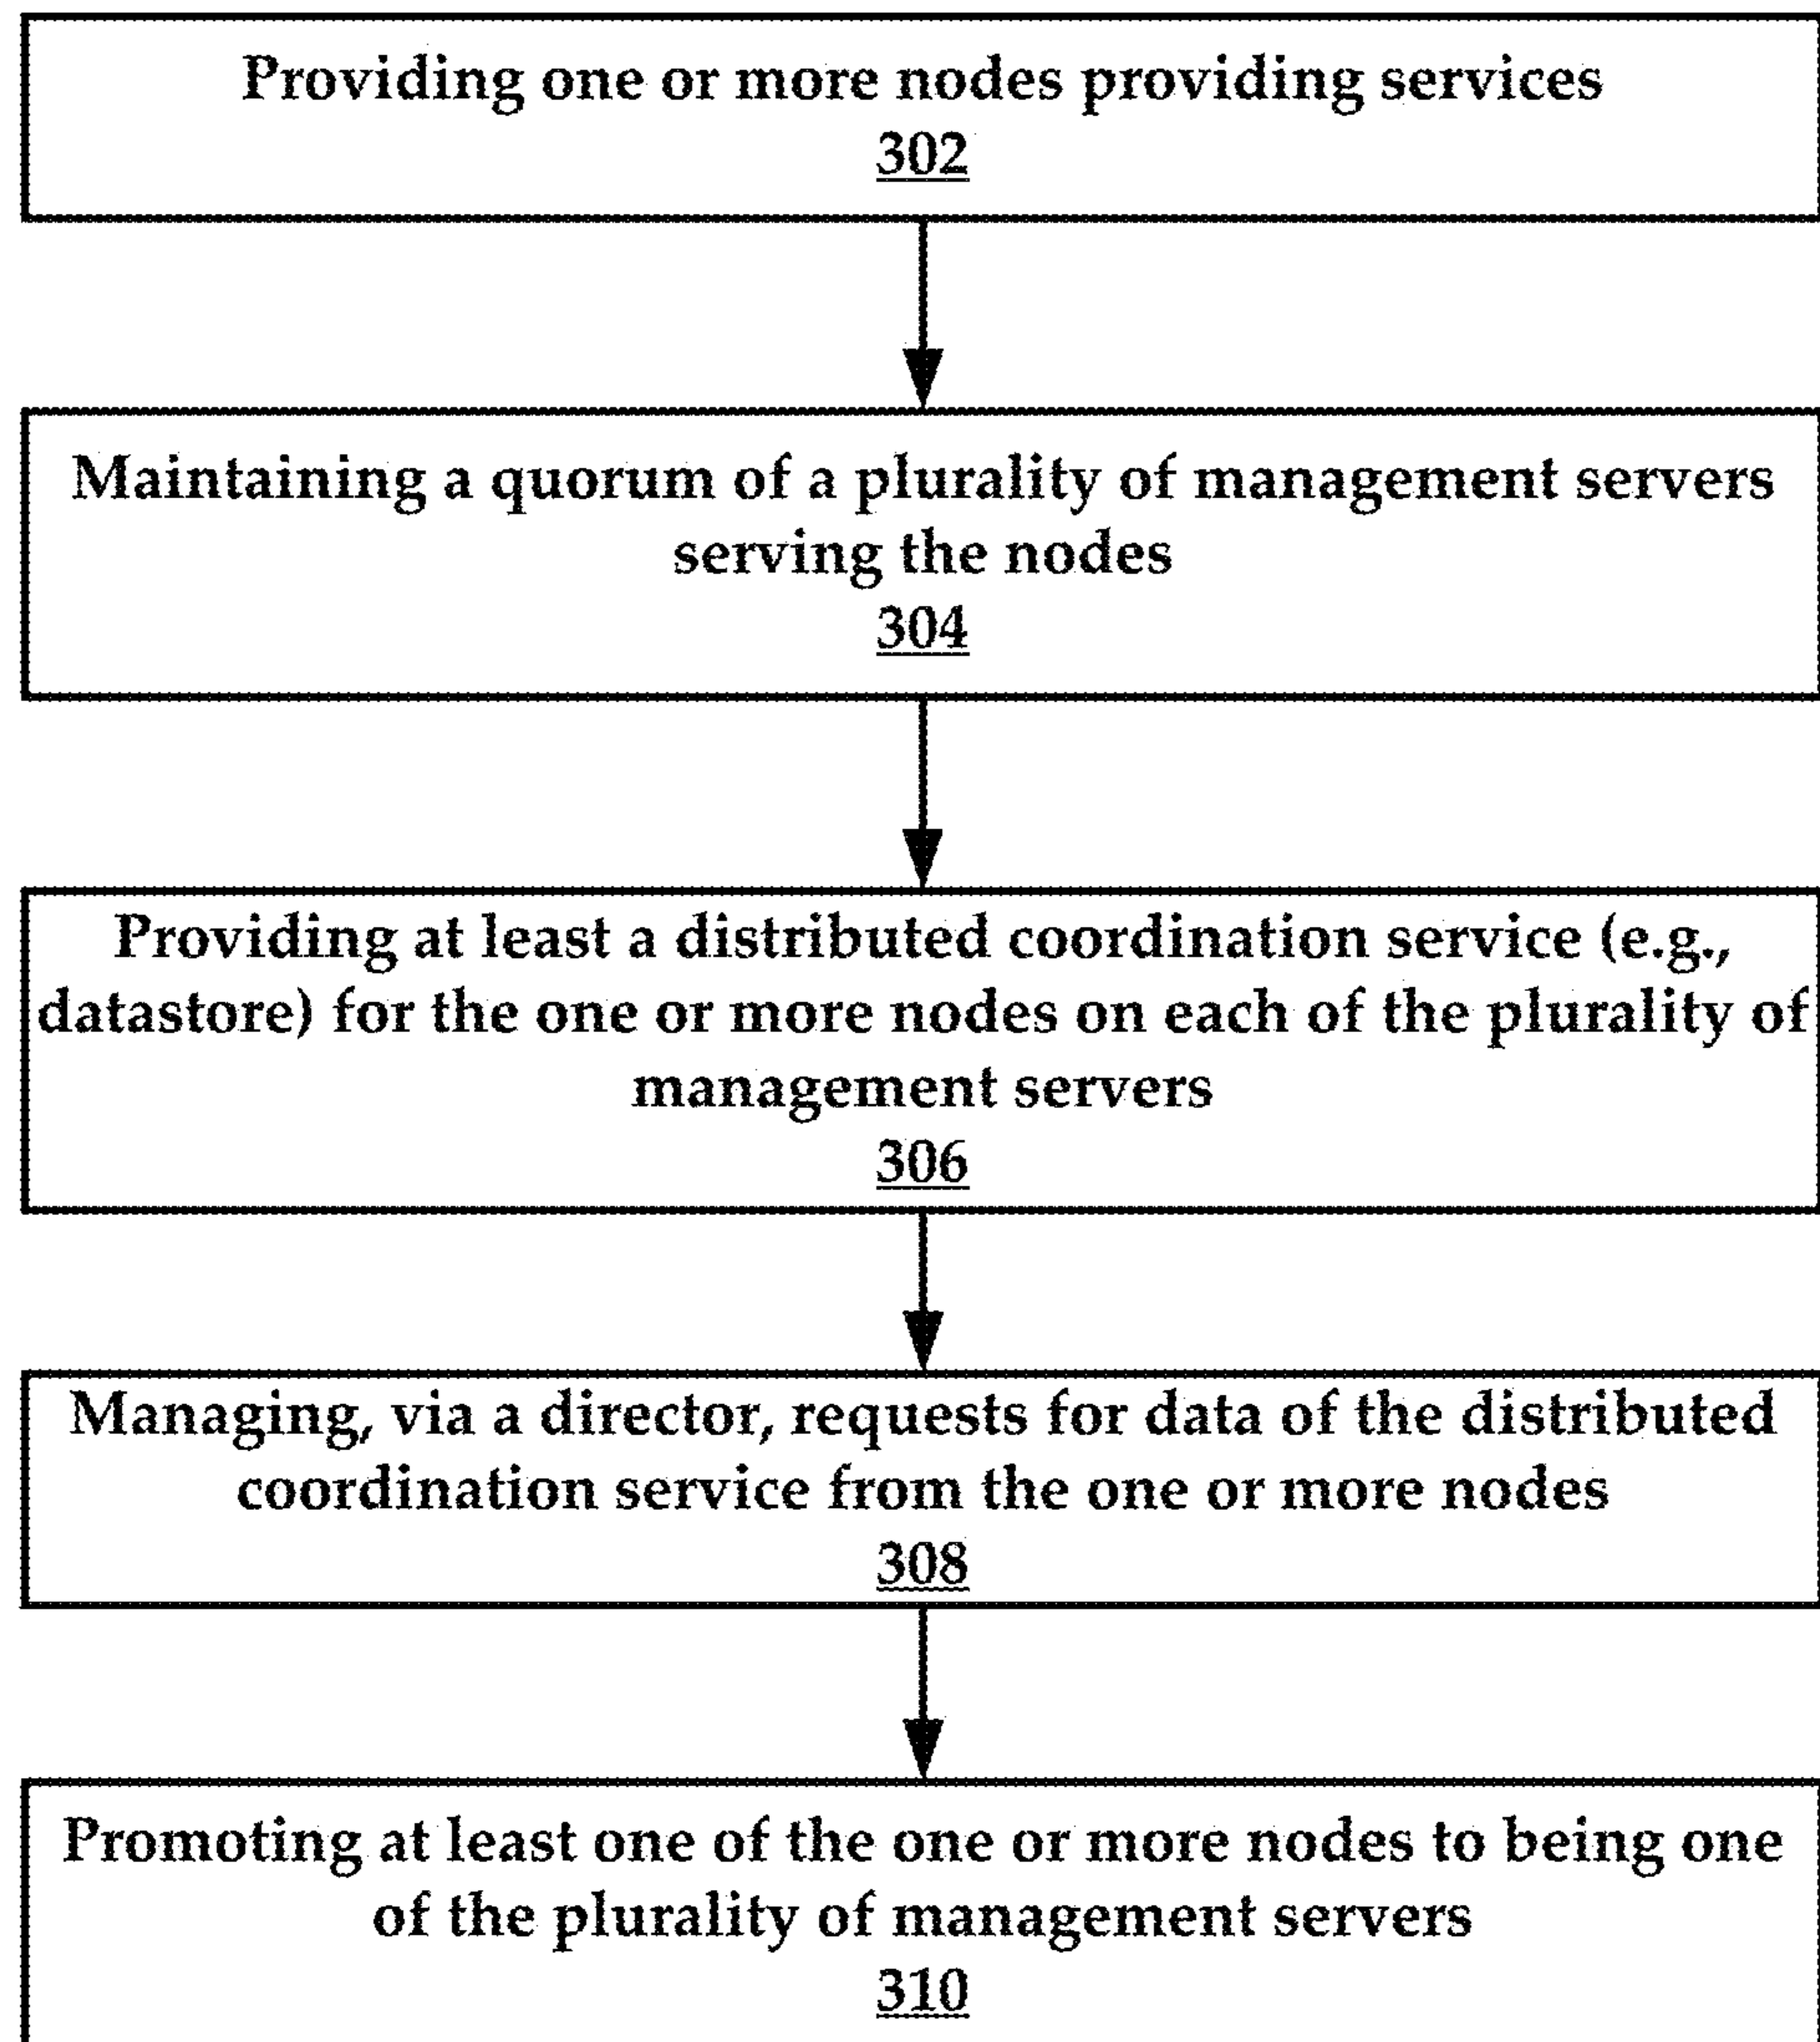 Providing one or more nodes providing services
302
Maintaining a quorum of a plurality of management servers
serving the nodes
304
Providing at least a distributed coordination service (e.g.,
datastore) for the one or more nodes on each of the plurality of
management servers
306
Managing, via a director, requests for data of the distributed
coordination service from the one or more nodes
308
Promoting at least one of the one or more nodes to being one
of the plurality of management servers
310